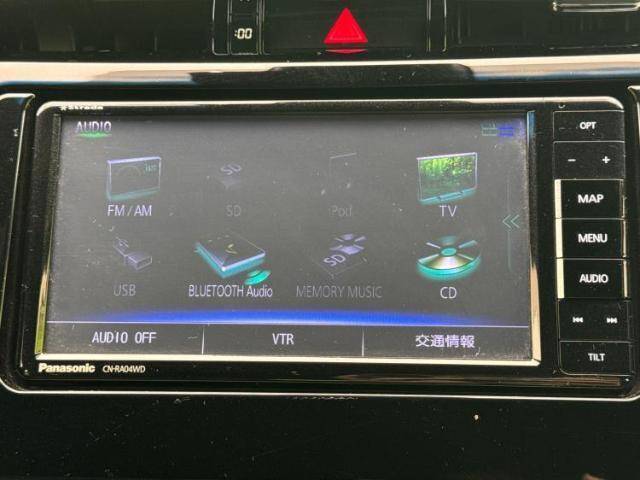 :00
Strada
OPT
AUDIO
FM/AM
SD
iPod
TV
- +
MAP
MENU
USB
BLUETOOTH Audio
SD
MEMORY MUSIC
CD
AUDIO
AUDIO OFF
VTR
交通情報
TILT
Panasonic
CN-RA04WD